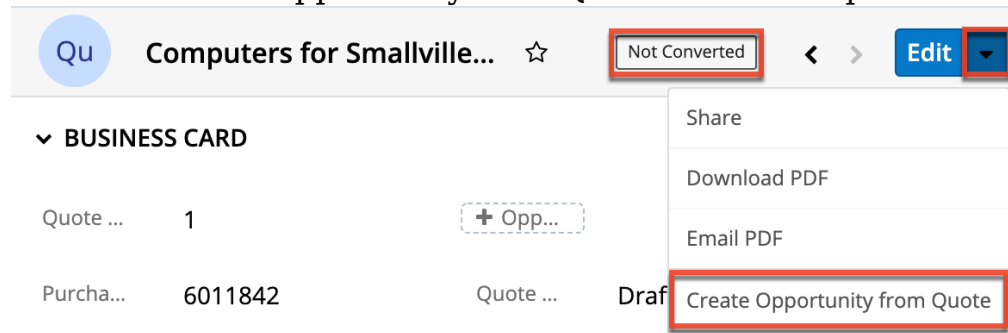 Qu Computers for Smallville... Not Converted Edit
Share
BUSINESS CARD
Download PDF
Quote ... 1 + Opp...
Email PDF
Purcha... 6011842 Quote ... Draf
Create Opportunity from Quote